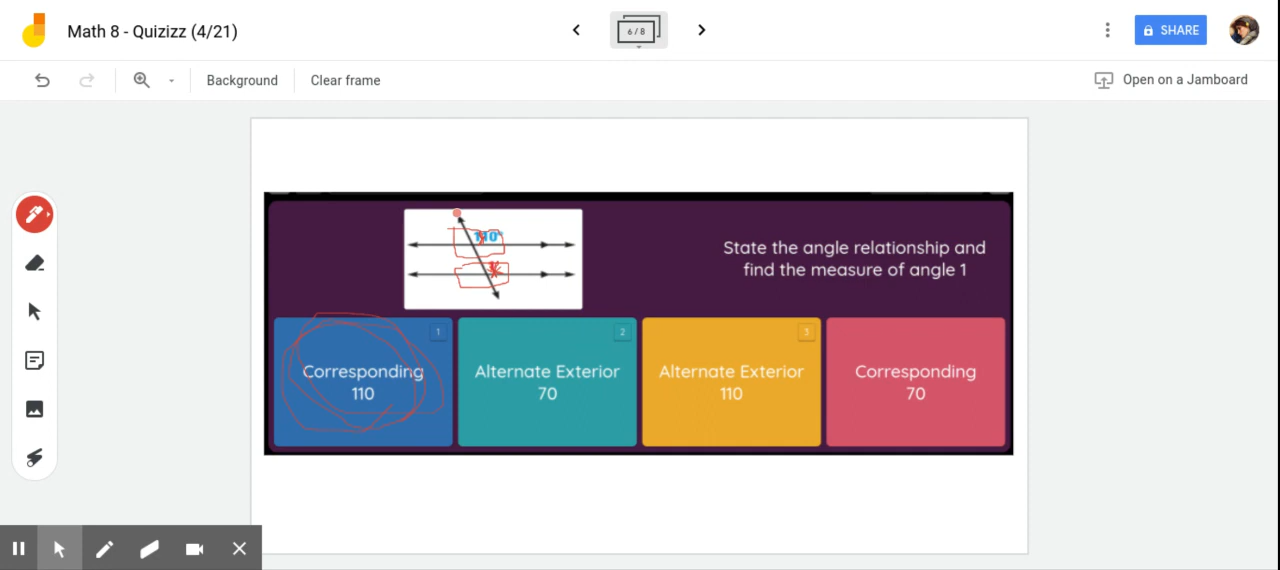 Math 8 - Quizizz (4/21)
6 / 8
SHARE
Background
Clear frame
Open on a Jamboard
110°
State the angle relationship and
find the measure of angle 1
1
Corresponding
110
2
Alternate Exterior
70
3
Alternate Exterior
110
Corresponding
70